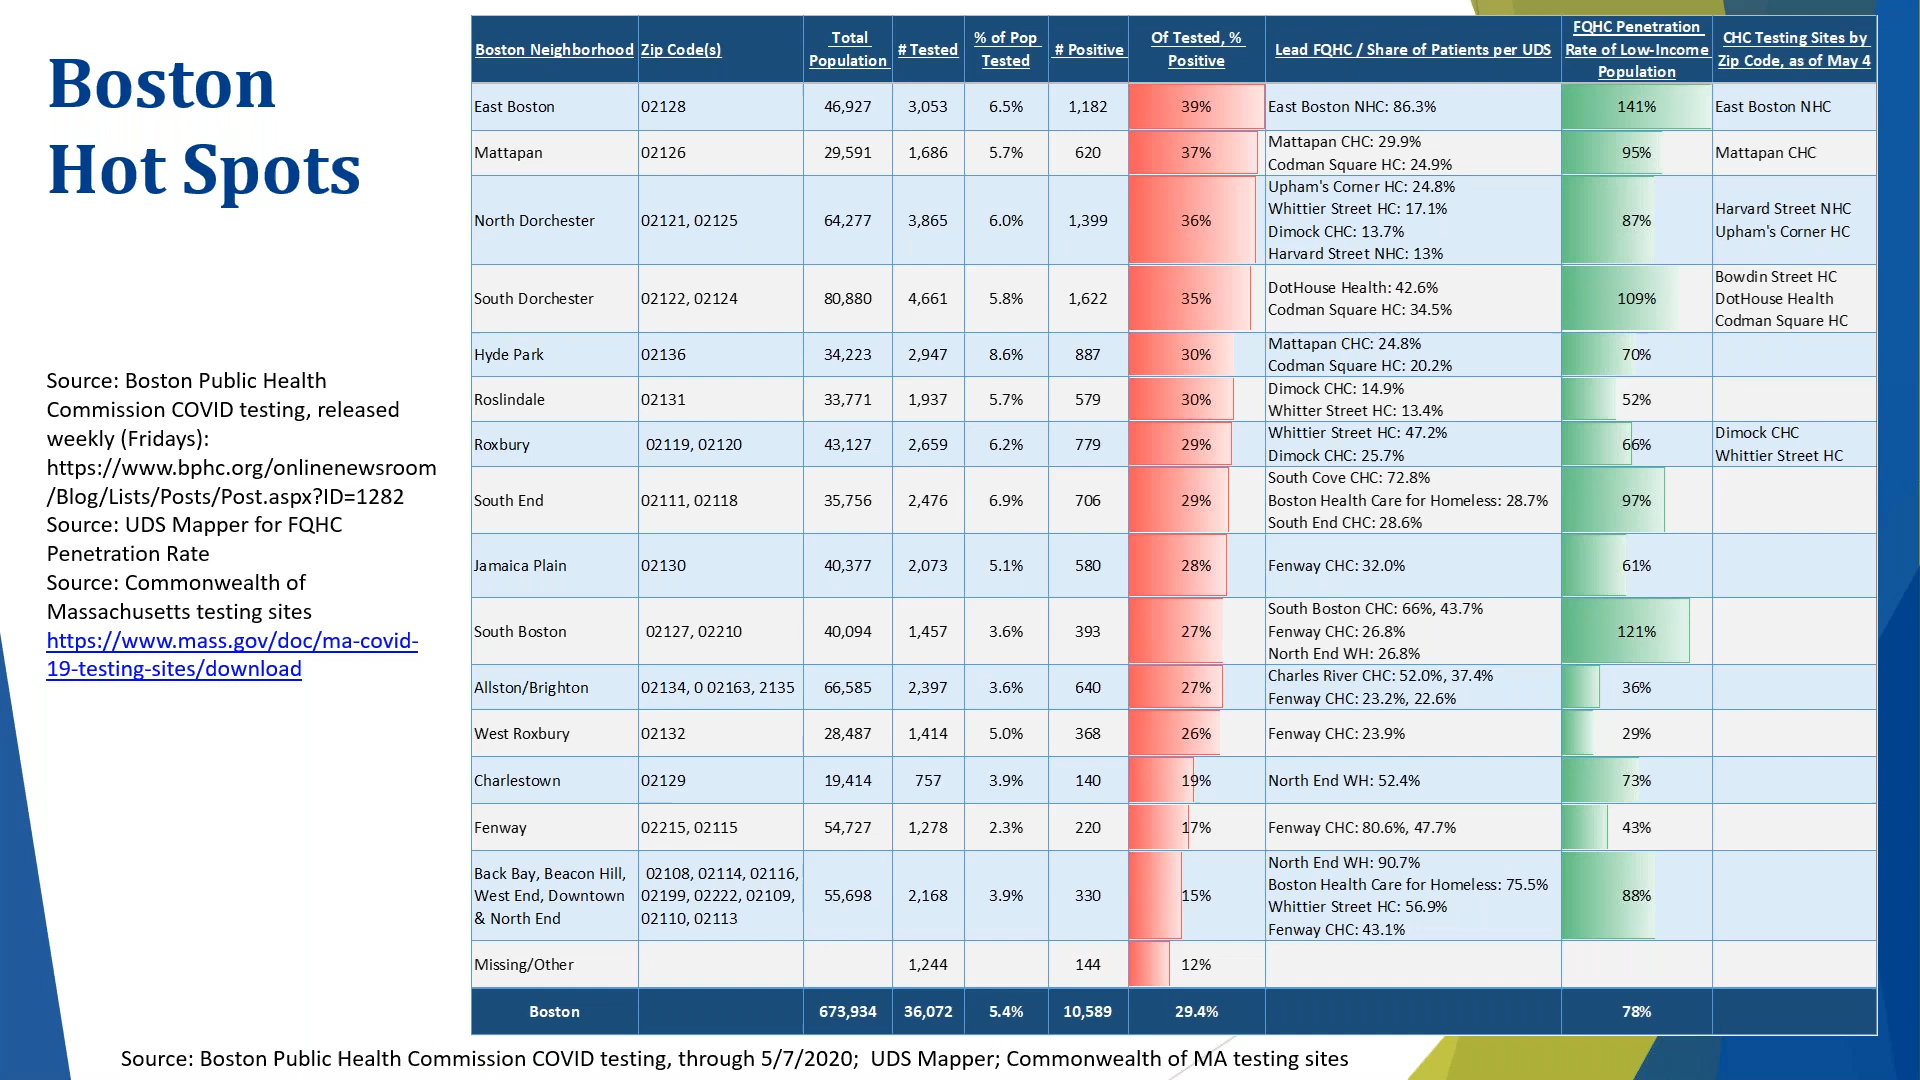 Boston
Hot Spots
Source: Boston Public Health
Commission COVID testing, released
weekly (Fridays):
https://www.bphc.org/onlinenewsroom
/Blog/Lists/Posts/Post.aspx?ID=1282
Source: UDS Mapper for FQHC
Penetration Rate
Source: Commonwealth of
Massachusetts testing sites
https://www.mass.gov/doc/ma-covid-
19-testing-sites/download
Boston Neighborhood Zip Code(s) Total Population # Tested % of Pop Tested # Positive Of Tested, % Positive Lead FQHC / Share of Patients per UDS FQHC Penetration Rate of Low-Income Population CHC Testing Sites by Zip Code, as of May 4
East Boston 02128 46,927 3,053 6.5% 1,182 39% East Boston NHC: 86.3% 141% East Boston NHC
Mattapan 02126 29,591 1,686 5.7% 620 37% Mattapan CHC: 29.9%
Codman Square HC: 24.9% 95% Mattapan CHC
North Dorchester 02121, 02125 64,277 3,865 6.0% 1,399 36% Upham's Corner HC: 24.8%
Whittier Street HC: 17.1%
Dimock CHC: 13.7%
Harvard Street NHC: 13% 87% Harvard Street NHC
Upham's Corner HC
South Dorchester 02122, 02124 80,880 4,661 5.8% 1,622 35% DotHouse Health: 42.6%
Codman Square HC: 34.5% 109% Bowdin Street HC
DotHouse Health
Codman Square HC
Hyde Park 02136 34,223 2,947 8.6% 887 30% Mattapan CHC: 24.8%
Codman Square HC: 20.2% 70%
Roslindale 02131 33,771 1,937 5.7% 579 30% Dimock CHC: 14.9%
Whitter Street HC: 13.4% 52%
Roxbury 02119, 02120 43,127 2,659 6.2% 779 29% Whittier Street HC: 47.2%
Dimock CHC: 25.7% 66% Dimock CHC
Whittier Street HC
South End 02111, 02118 35,756 2,476 6.9% 706 29% South Cove CHC: 72.8%
Boston Health Care for Homeless: 28.7%
South End CHC: 28.6% 97%
Jamaica Plain 02130 40,377 2,073 5.1% 580 28% Fenway CHC: 32.0% 61%
South Boston 02127, 02210 40,094 1,457 3.6% 393 27% South Boston CHC: 66%, 43.7%
Fenway CHC: 26.8%
North End WH: 26.8% 121%
Allston/Brighton 02134, 0 02163, 2135 66,585 2,397 3.6% 640 27% Charles River CHC: 52.0%, 37.4%
Fenway CHC: 23.2%, 22.6% 36%
West Roxbury 02132 28,487 1,414 5.0% 368 26% Fenway CHC: 23.9% 29%
Charlestown 02129 19,414 757 3.9% 140 19% North End WH: 52.4% 73%
Fenway 02215, 02115 54,727 1,278 2.3% 220 17% Fenway CHC: 80.6%, 47.7% 43%
Back Bay, Beacon Hill,
West End, Downtown
& North End 02108, 02114, 02116,
02199, 02222, 02109,
02110, 02113 55,698 2,168 3.9% 330 15% North End WH: 90.7%
Boston Health Care for Homeless: 75.5%
Whittier Street HC: 56.9%
Fenway CHC: 43.1% 88%
Missing/Other 1,244 144 12%
Boston 673,934 36,072 5.4% 10,589 29.4% 78%
Source: Boston Public Health Commission COVID testing, through 5/7/2020; UDS Mapper; Commonwealth of MA testing sites